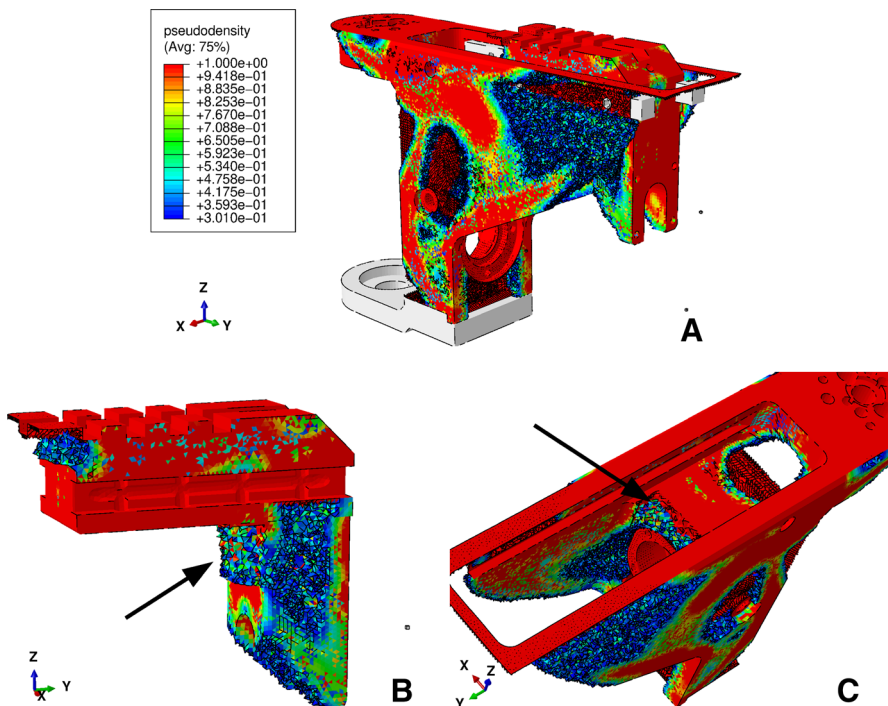 pseudodensity
(Avg: 75%)
+1.000e+00
+9.418e-01
+8.835e-01
+8.253e-01
+7.670e-01
+7.088e-01
+6.505e-01
+5.923e-01
+5.340e-01
+4.758e-01
+4.175e-01
+3.593e-01
+3.010e-01
Z
X Y
A
Z
Y
X
B
X Z
Y
C